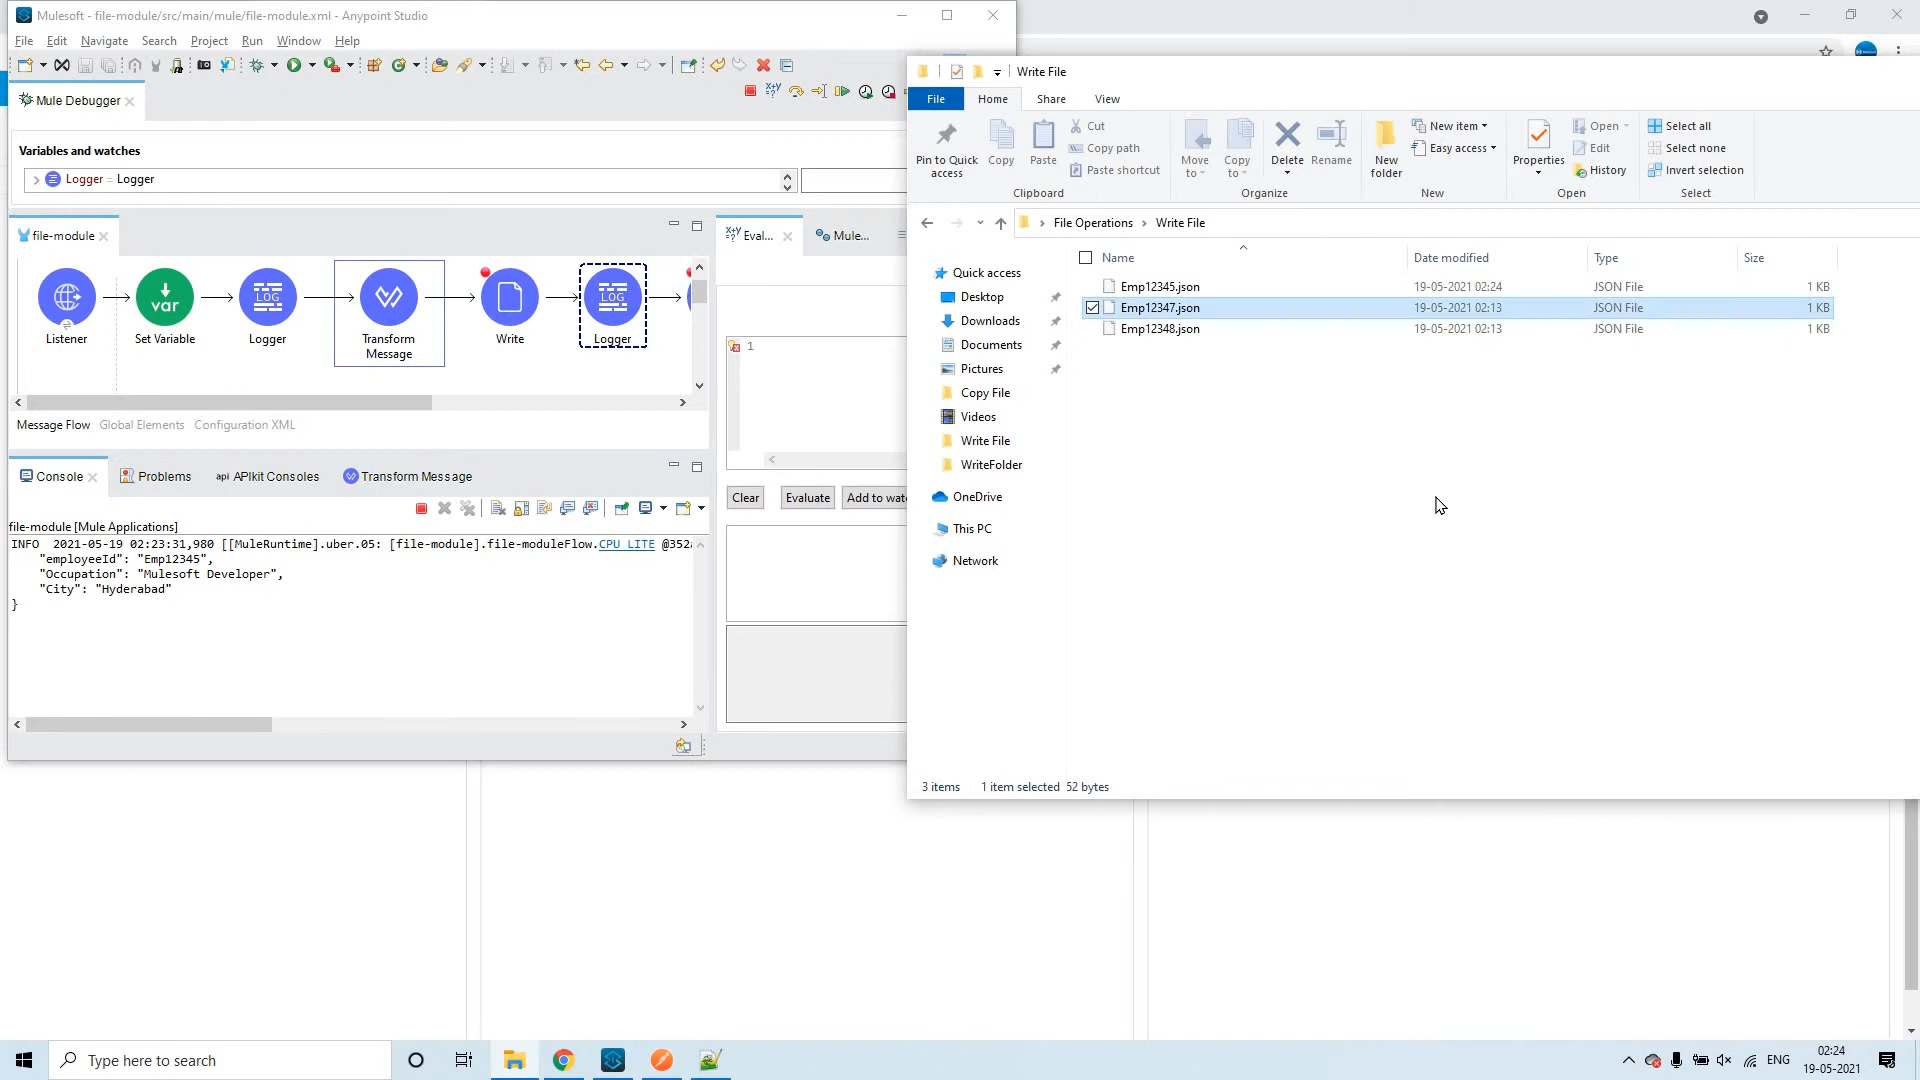 Mulesoft - file-module/src/main/mule/file-module.xml - Anypoint Studio
File Edit Navigate Search Project Run Window Help
Mule Debugger
Variables and watches
Logger = Logger
file-module
Listener
Set Variable
Logger
Transform Message
Write
Logger
Message Flow Global Elements Configuration XML
Eval... Mule...
1
Clear Evaluate
Console Problems api APIkit Consoles Transform Message
file-module [Mule Applications]
INFO 2021-05-19 02:23:31,980 [[MuleRuntime].uber.05: [file-module].file-moduleFlow.CPU_LITE
"employeeId": "Emp12345",
"Occupation": "Mulesoft Developer",
"City": "Hyderabad"
}
Write File
File Home Share View
Pin to Quick access
Copy
Paste
Cut
Copy path
Paste shortcut
Clipboard
Move to
Copy to
Delete
Rename
Organize
New folder
New item
Easy access
New
Properties
Open
Edit
History
Open
Select all
Select none
Invert selection
Select
File Operations Write File
Name Date modified Type Size
Emp12345.json 19-05-2021 02:24 JSON File 1 KB
Emp12347.json 19-05-2021 02:13 JSON File 1 KB
Emp12348.json 19-05-2021 02:13 JSON File 1 KB
Quick access
Desktop
Downloads
Documents
Pictures
Copy File
Videos
Write File
WriteFolder
OneDrive
This PC
Network
3 items 1 item selected 52 bytes
Type here to search
ENG
02:24
19-05-2021